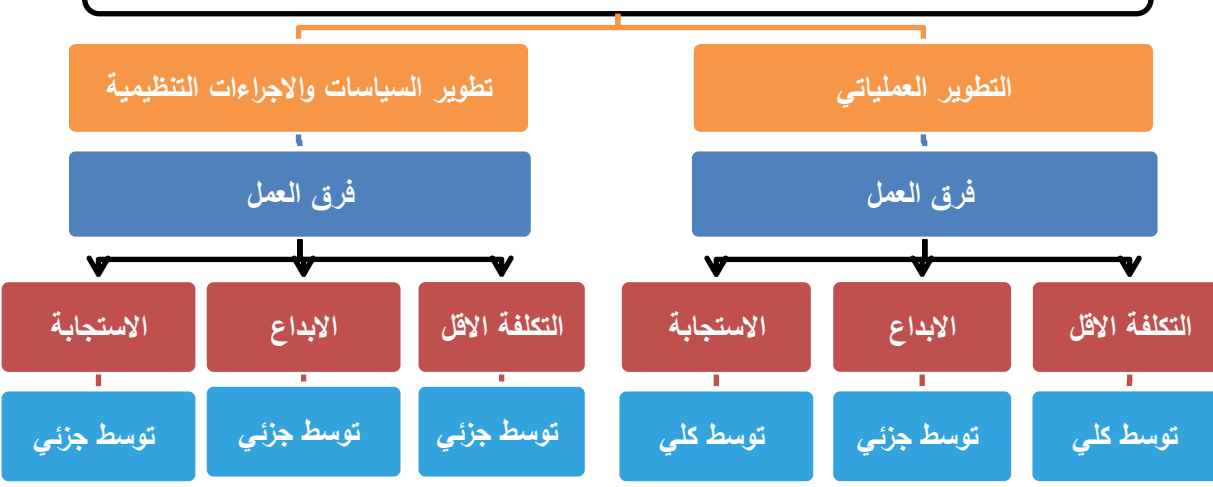 التطوير العملياتي
تطوير السياسات والاجراءات التنظيمية
فرق العمل
فرق العمل
التكلفة الاقل
الابداع
الاستجابة
التكلفة الاقل
الابداع
الاستجابة
توسط كلي
توسط جزئي
توسط كلي
توسط جزئي
توسط جزئي
توسط جزئي